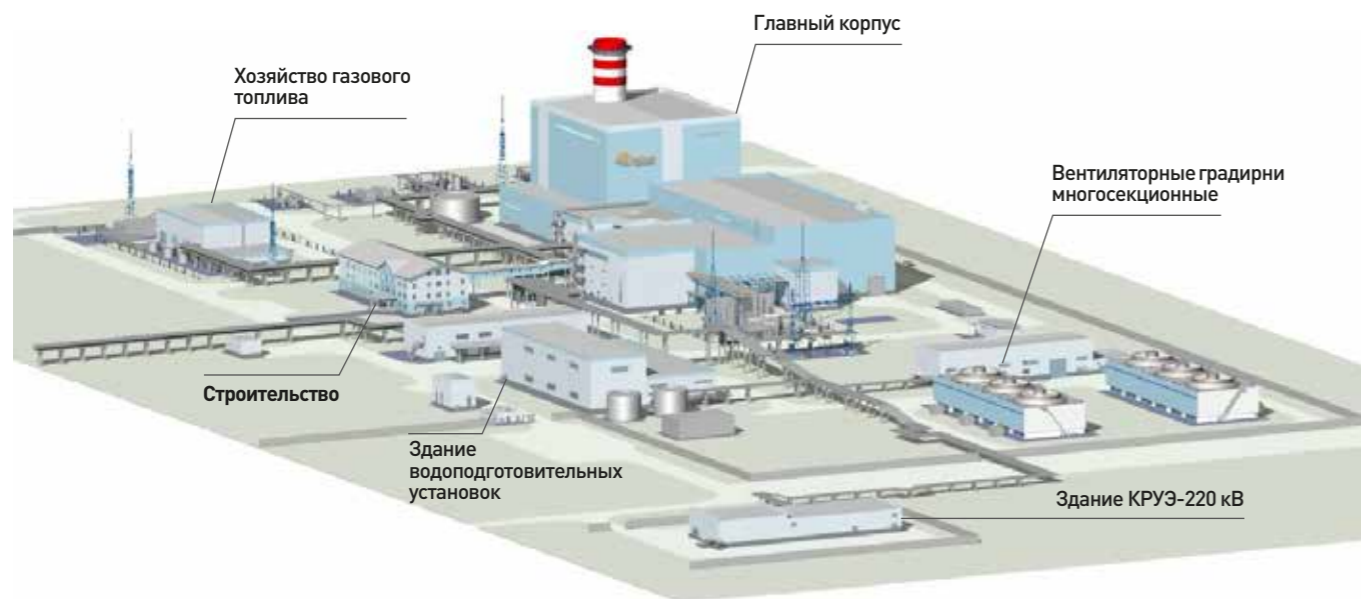 Главный корпус
Хозяйство газового
топлива
Вентиляторные градирни
многосекционные
Строительство
Здание
водоподготовительных
установок
Здание КРУЭ-220 кВ